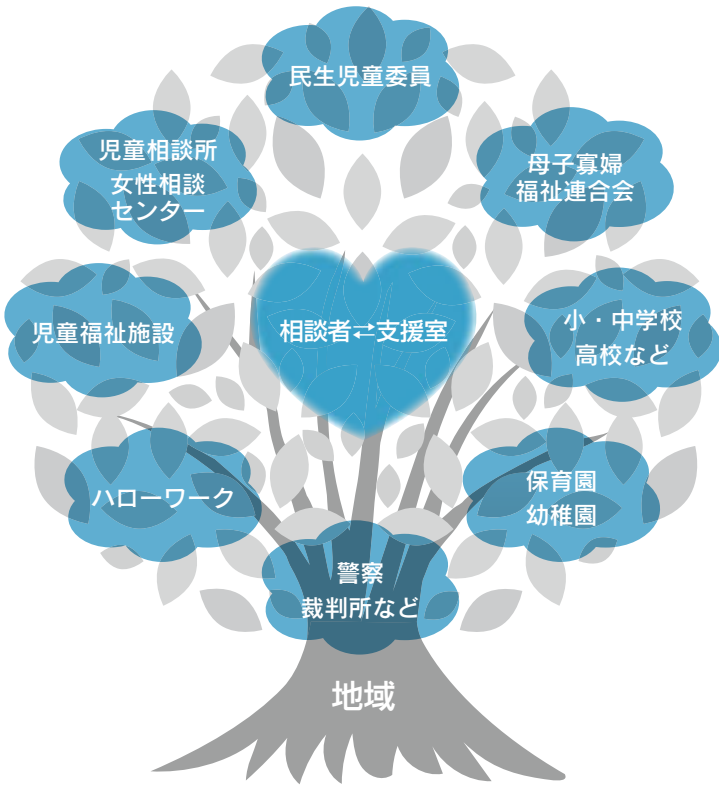 民生児童委員
児童相談所
女性相談
センター
母子寡婦
福祉連合会
児童福祉施設
相談者⇄支援室
小・中学校
高校など
ハローワーク
保育園
幼稚園
警察
裁判所など
地域